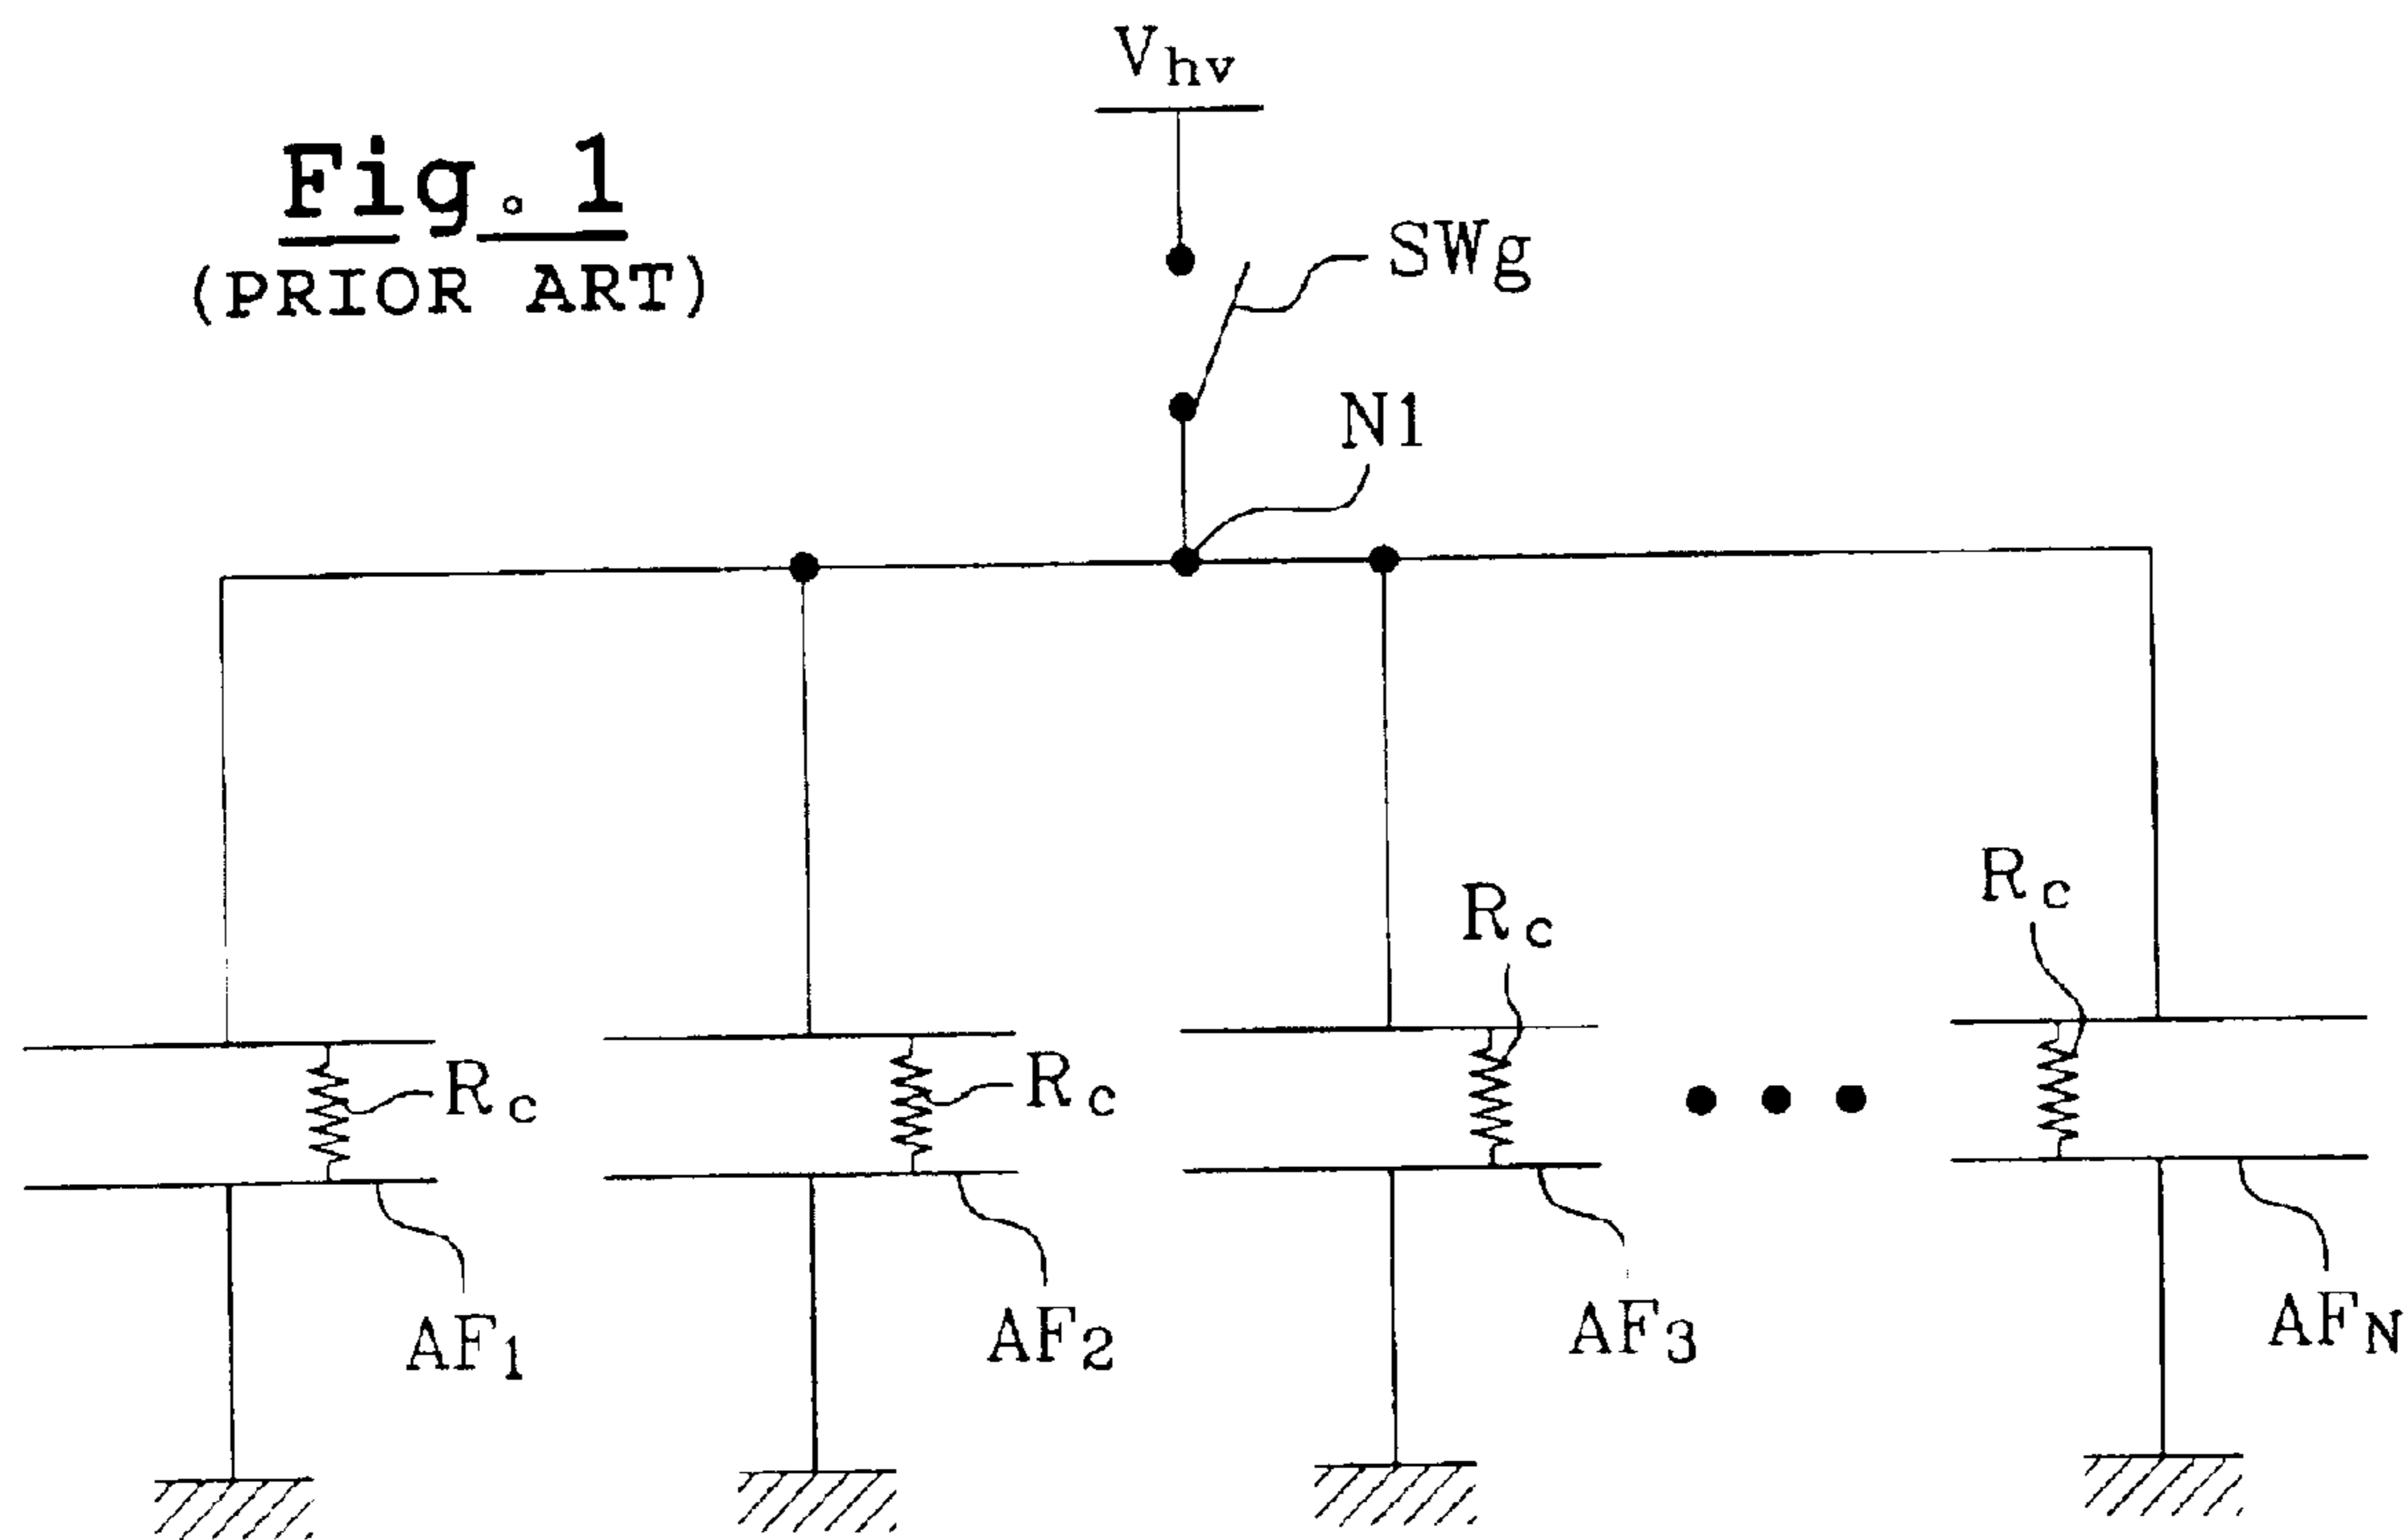 Vhv
Fig. 1
(PRIOR ART)
SWg
N1
Rc
Rc
Rc
Rc
AF1
AF2
AF3
AFN